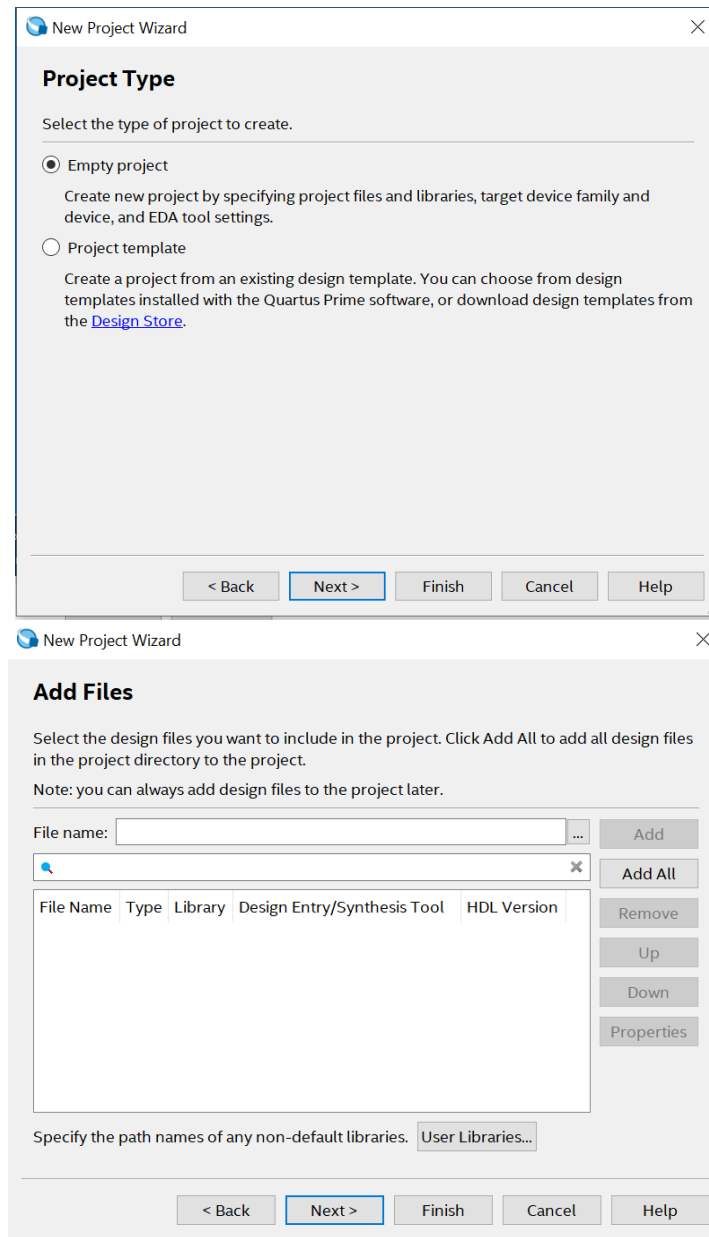 New Project Wizard
Project Type
Select the type of project to create.
Empty project
Create new project by specifying project files and libraries, target device family and
device, and EDA tool settings.
Project template
Create a project from an existing design template. You can choose from design
templates installed with the Quartus Prime software, or download design templates from
the Design Store.
< Back Next > Finish Cancel Help
New Project Wizard
Add Files
Select the design files you want to include in the project. Click Add All to add all design files
in the project directory to the project.
Note: you can always add design files to the project later.
File name: ... Add
Add All
File Name Type Library Design Entry/Synthesis Tool HDL Version Remove
Up
Down
Properties
Specify the path names of any non-default libraries. User Libraries...
< Back Next > Finish Cancel Help